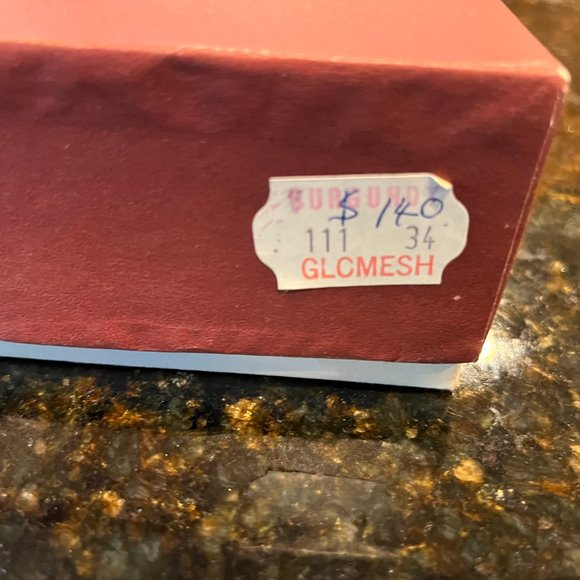 BURGUNDY
$ 140
111 34
GLCMESH